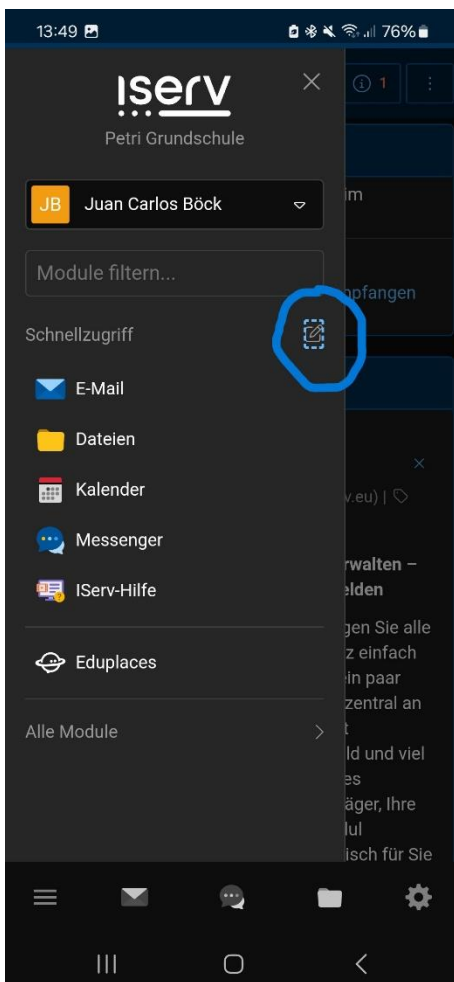 13:49 76%
ıserv
Petri Grundschule
1
JB Juan Carlos Böck
im
Module filtern...
pfangen
Schnellzugriff
E-Mail
Dateien
Kalender
v.eu) |
Messenger
rwalten –
IServ-Hilfe
elden
gen Sie alle
Eduplaces
z einfach
in paar
zentral an
Alle Module
t
ld und viel
es
äger, Ihre
lul
isch für Sie